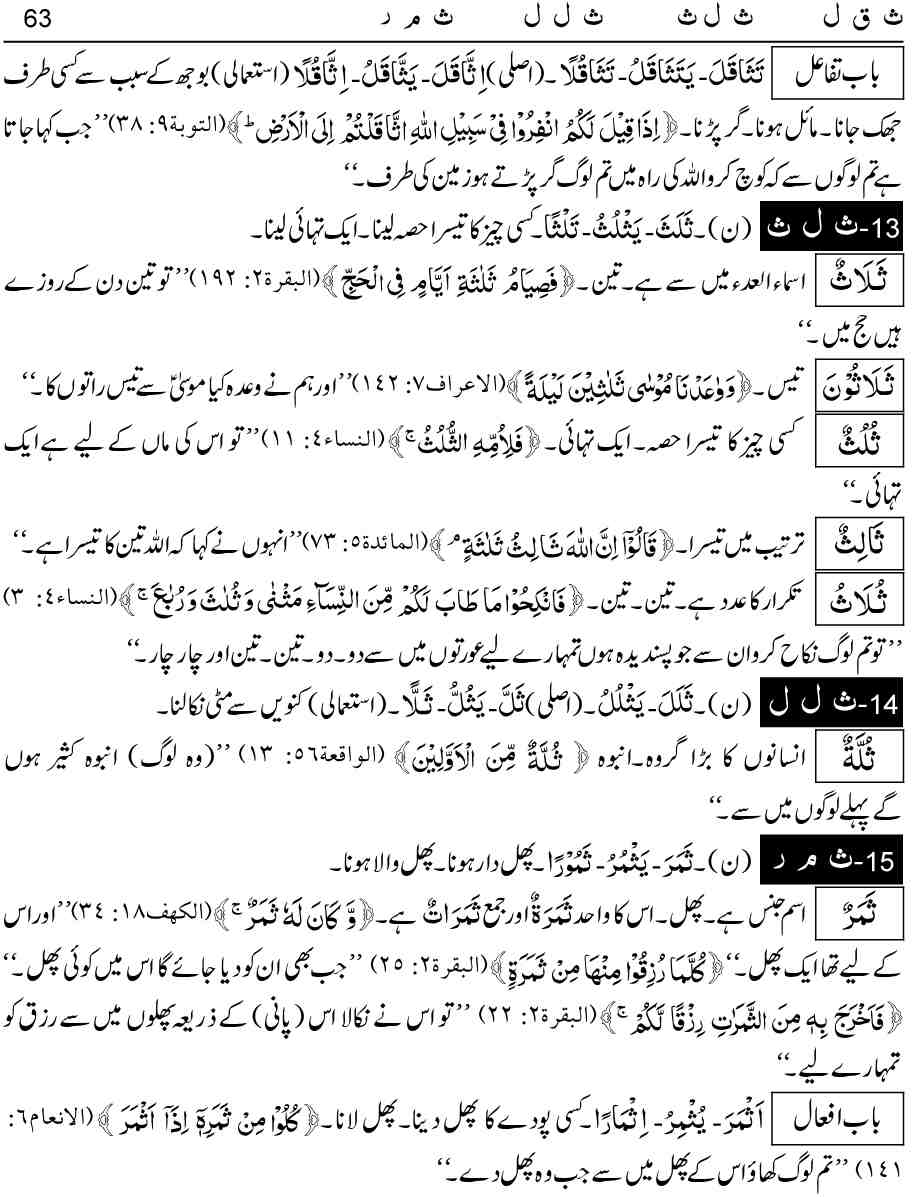 ث ق ل ث ل ث ث ل ل ث م ر 63
باب تفاعل تَثَاقَلَ۔ یَتَثَاقَلُ۔ تَثَاقُلًا ۔(اصلی) اِثَّاقَلَ۔ یَثَّاقَلُ۔ اِثَّاقُلًا (استعمالی) بوجھ کے سبب سے کسی طرف
جھک جانا۔ مائل ہونا۔ گر پڑنا۔ ﴿ اِذَا قِیْلَ لَکُمُ انْفِرُوْا فِیْ سَبِیْلِ اللّٰہِ اثَّاقَلْتُمْ اِلَی الْاَرْضِ ؕ ﴾(التوبة۹: ۳۸)’’جب کہا جاتا
ہے تم لوگوں سے کہ کوچ کرو اللہ کی راہ میں تم لوگ گر پڑتے ہو زمین کی طرف۔‘‘
13- ث ل ث (ن)۔ ثَلَثَ۔ یَثْلُثُ۔ ثَلْثًا۔ کسی چیز کا تیسرا حصہ لینا۔ ایک تہائی لینا۔
ثَلَاثٌ اسماء العدء میں سے ہے۔ تین۔ ﴿فَصِیَامُ ثَلٰثَةِ اَیَّامٍ فِی الْحَجِّ ﴾(البقرة۲: ۱۹۲)’’ تو تین دن کے روزے
ہیں حج میں۔‘‘
ثَلَاثُوْنَ تیس۔ ﴿وَوٰعَدْنَا مُوْسٰی ثَلٰثِیْنَ لَیْلَةً﴾(الاعراف۷: ۱۴۲)’’اور ہم نے وعدہ کیا موسیٰؑ سے تیس راتوں کا۔‘‘
ثُلُثٌ کسی چیز کا تیسرا حصہ۔ ایک تہائی۔ ﴿فَلِاُمِّہِ الثُّلُثُ ۚ ﴾(النساء٤: ۱۱)’’ تو اس کی ماں کے لیے ہے ایک
تہائی۔‘‘
ثَالِثٌ ترتیب میں تیسرا۔ ﴿قَالُوْٓا اِنَّ اللّٰہَ ثَالِثُ ثَلٰثَةٍ ۘ ﴾(المائدة۵: ۷۳)’’انہوں نے کہا کہ اللہ تین کا تیسرا ہے۔‘‘
ثُلَاثُ تکرار کا عدد ہے۔ تین۔ تین۔ ﴿فَانْکِحُوْا مَا طَابَ لَکُمْ مِّنَ النِّسَآءِ مَثْنٰی وَثُلٰثَ وَرُبٰعَ ۚ ﴾(النساء٤: ۳)
’’تو تم لوگ نکاح کرو ان سے جو پسندیدہ ہوں تمہارے لیے عورتوں میں سے دو۔ دو۔ تین۔ تین اور چار چار۔‘‘
14- ث ل ل (ن)۔ ثَلَلَ۔ یَثْلُلُ۔ (اصلی) ثَلَّ۔ یَثُلُّ۔ ثَلًّا۔ (استعمالی) کنویں سے مٹی نکالنا۔
ثُلَّةٌ انسانوں کا بڑا گروہ۔ انبوہ ﴿ ثُلَّةٌ مِّنَ الْاَوَّلِیْنَ﴾ (الواقعة۵٦: ۱۳) ’’(وہ لوگ) انبوہ کثیر ہوں
گے پہلے لوگوں میں سے۔‘‘
15- ث م ر (ن)۔ ثَمَرَ۔ یَثْمُرُ۔ ثَمُوْرًا۔ پھل دار ہونا۔ پھل والا ہونا۔
ثَمَرٌ اسم جنس ہے۔ پھل۔ اس کا واحد ثَمَرَةٌ اور جمع ثَمَرَاتٌ ہے۔ ﴿وَّ کَانَ لَہٗ ثَمَرٌ ۚ ﴾(الکھف۱۸: ۳٤)’’اور اس
کے لیے تھا ایک پھل۔‘‘ ﴿کُلَّمَا رُزِقُوْا مِنْھَا مِنْ ثَمَرَةٍ﴾(البقرة۲: ۲۵) ’’جب بھی ان کو دیا جائے گا اس میں کوئی پھل۔‘‘
﴿فَاَخْرَجَ بِہٖ مِنَ الثَّمَرٰتِ رِزْقًا لَّکُمْ ۚ ﴾(البقرة۲: ۲۲) ’’تو اس نے نکالا اس (پانی) کے ذریعہ پھلوں میں سے رزق کو
تمہارے لیے۔‘‘
باب افعال اَثْمَرَ۔ یُثْمِرُ۔ اِثْمَارًا۔ کسی پودے کا پھل دینا۔ پھل لانا۔ ﴿کُلُوْا مِنْ ثَمَرِہٖٓ اِذَآ اَثْمَرَ ﴾(الانعام٦:
۱٤۱) ’’تم لوگ کھاؤ اس کے پھل میں سے جب وہ پھل دے۔‘‘